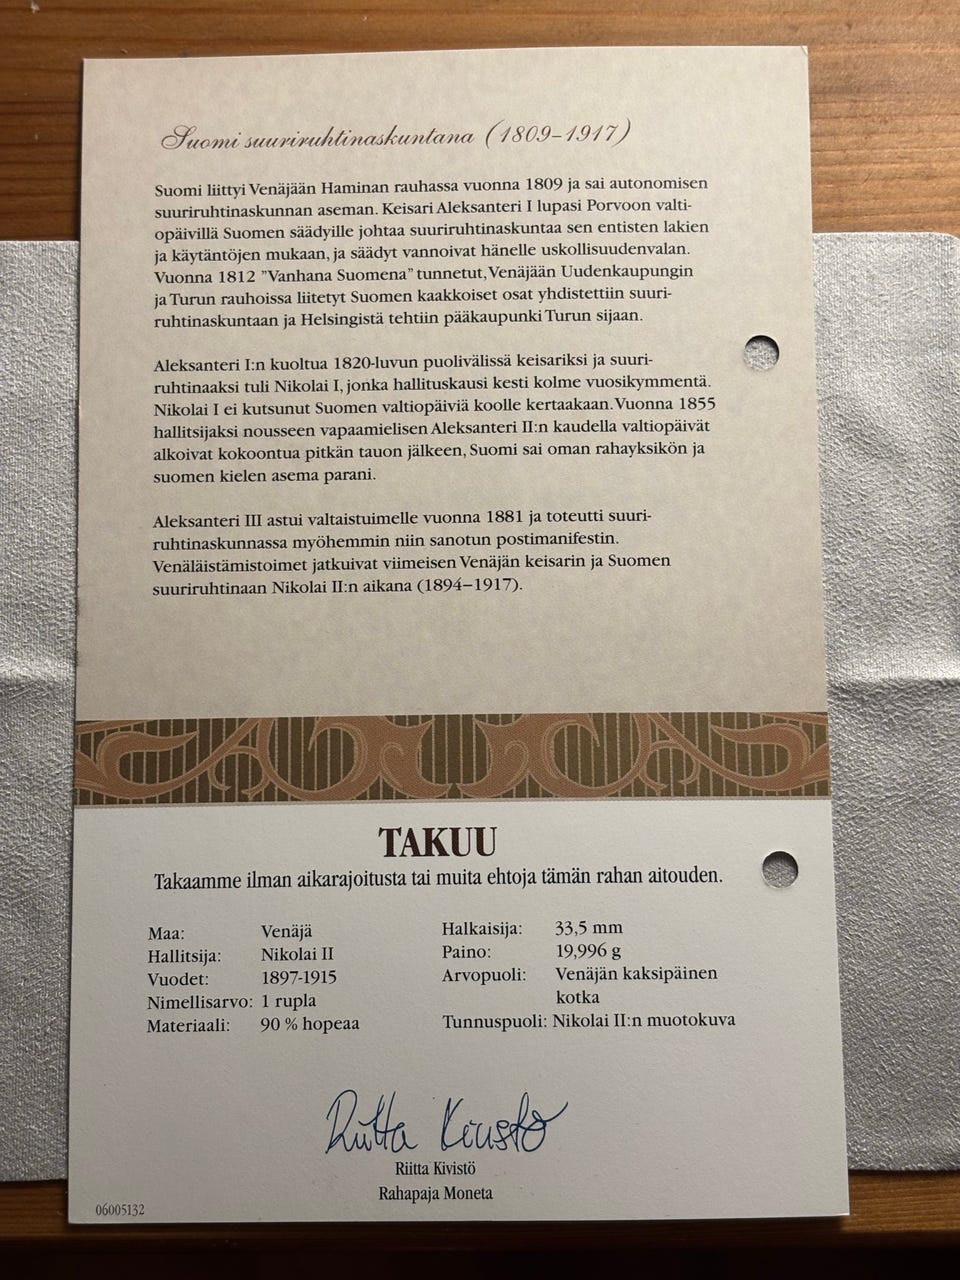 Suomi suuriruhtinaskuntana (1809–1917)
Suomi liittyi Venäjään Haminan rauhassa vuonna 1809 ja sai autonomisen
suuriruhtinaskunnan aseman. Keisari Aleksanteri I lupasi Porvoon valti-
opäivillä Suomen säädyille johtaa suuriruhtinaskuntaa sen entisten lakien
ja käytäntöjen mukaan, ja säädyt vannoivat hänelle uskollisuudenvalan.
Vuonna 1812 ”Vanhana Suomena” tunnetut, Venäjään Uudenkaupungin
ja Turun rauhoissa liitetyt Suomen kaakkoiset osat yhdistettiin suuri-
ruhtinaskuntaan ja Helsingistä tehtiin pääkaupunki Turun sijaan.
Aleksanteri I:n kuoltua 1820-luvun puolivälissä keisariksi ja suuri-
ruhtinaaksi tuli Nikolai I, jonka hallituskausi kesti kolme vuosikymmentä.
Nikolai I ei kutsunut Suomen valtiopäiviä koolle kertaakaan. Vuonna 1855
hallitsijaksi nousseen vapaamielisen Aleksanteri II:n kaudella valtiopäivät
alkoivat kokoontua pitkän tauon jälkeen, Suomi sai oman rahayksikön ja
suomen kielen asema parani.
Aleksanteri III astui valtaistuimelle vuonna 1881 ja toteutti suuri-
ruhtinaskunnassa myöhemmin niin sanotun postimanifestin.
Venäläistämistoimet jatkuivat viimeisen Venäjän keisarin ja Suomen
suuriruhtinaan Nikolai II:n aikana (1894–1917).
TAKUU
Takaamme ilman aikarajoitusta tai muita ehtoja tämän rahan aitouden.
Maa: Venäjä
Hallitsija: Nikolai II
Vuodet: 1897-1915
Nimellisarvo: 1 rupla
Materiaali: 90 % hopeaa
Halkaisija: 33,5 mm
Paino: 19,996 g
Arvopuoli: Venäjän kaksipäinen
kotka
Tunnuspuoli: Nikolai II:n muotokuva
Riitta Kivistö
Riitta Kivistö
Rahapaja Moneta
06005132